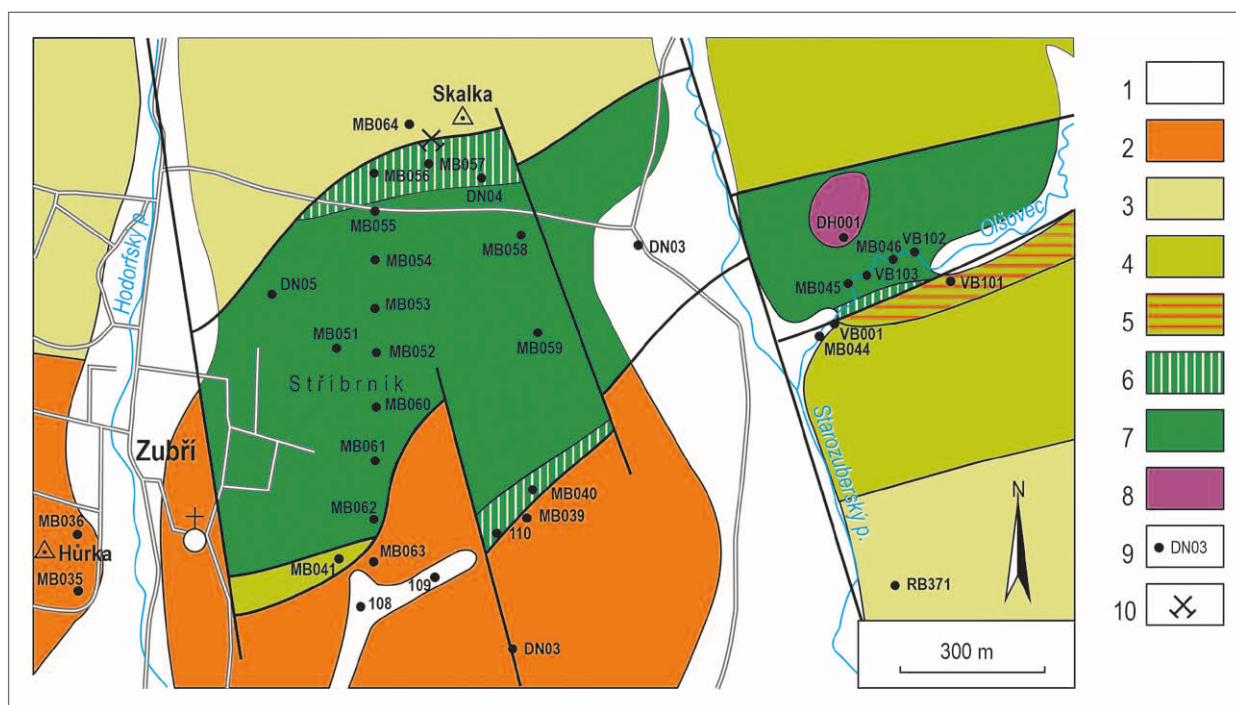 Skalka
MB064
MB057
MB056
DN04
MB055
MB058
DN03
MB054
DN05
MB053
MB051
MB052
MB059
Stříbrník
MB060
MB061
MB062
MB040
MB039
110
MB041
MB063
109
108
DN03
Hodorfský p.
Zubří
MB036
Hůrka
MB035
DH001
Olšovec
VB102
MB046
VB103
MB045
VB101
VB001
MB044
Starozuberský p.
RB371
N
300 m
1
2
3
4
5
6
7
8
9 DN03
10